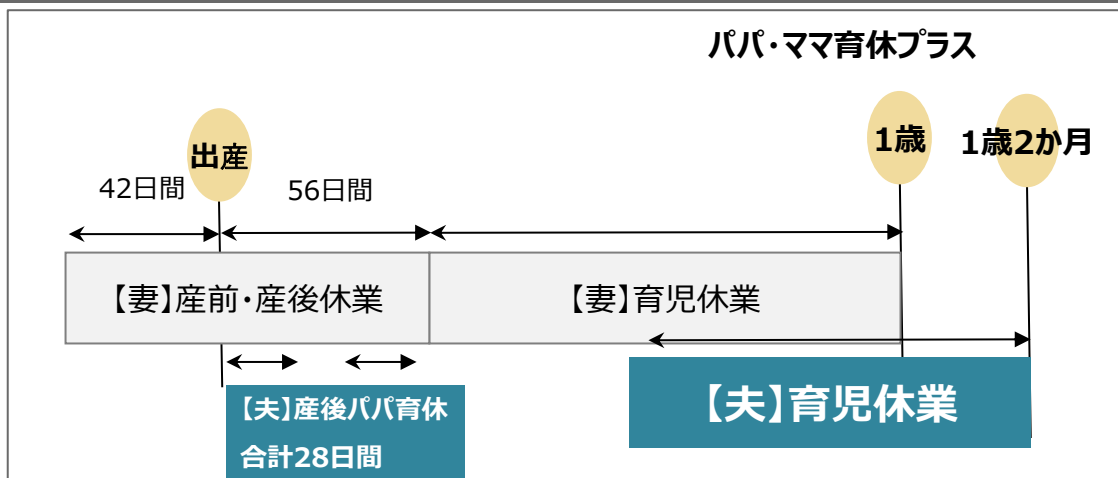 パパ・ママ育休プラス
出産
1歳
1歳2か月
42日間
56日間
【妻】産前・産後休業
【妻】育児休業
【夫】産後パパ育休
合計28日間
【夫】育児休業